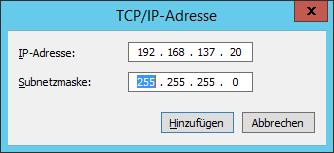 TCP/IP-Adresse
x
IP-Adresse: 192 . 168 . 137 . 20
Subnetzmaske: 255 . 255 . 255 . 0
Hinzufügen Abbrechen